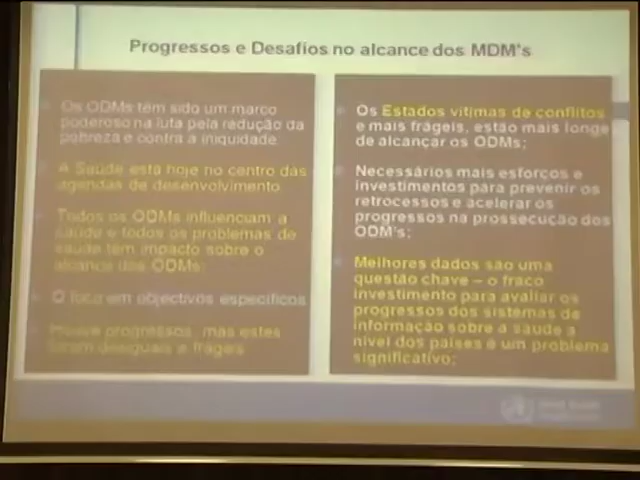 Progressos e Desafios no alcance dos MDM's
Os ODMs têm sido um marco
poderoso na luta pela redução da
pobreza e contra a iniquidade
A Saúde está hoje no centro das
agendas de desenvolvimento
Todos os ODMs influenciam a
saúde e todos os problemas de
saúde têm impacto sobre o
alcance dos ODMs;
O foco em objectivos específicos
Houve progressos, mas estes
foram desiguais e frágeis
Os Estados vítimas de conflitos
e mais frágeis, estão mais longe
de alcançar os ODMs;
Necessários mais esforços e
investimentos para prevenir os
retrocessos e acelerar os
progressos na prossecução dos
ODM's;
Melhores dados são uma
questão chave – o fraco
investimento para avaliar os
progressos dos sistemas de
informação sobre a saúde a
nível dos países é um problema
significativo;
World Health